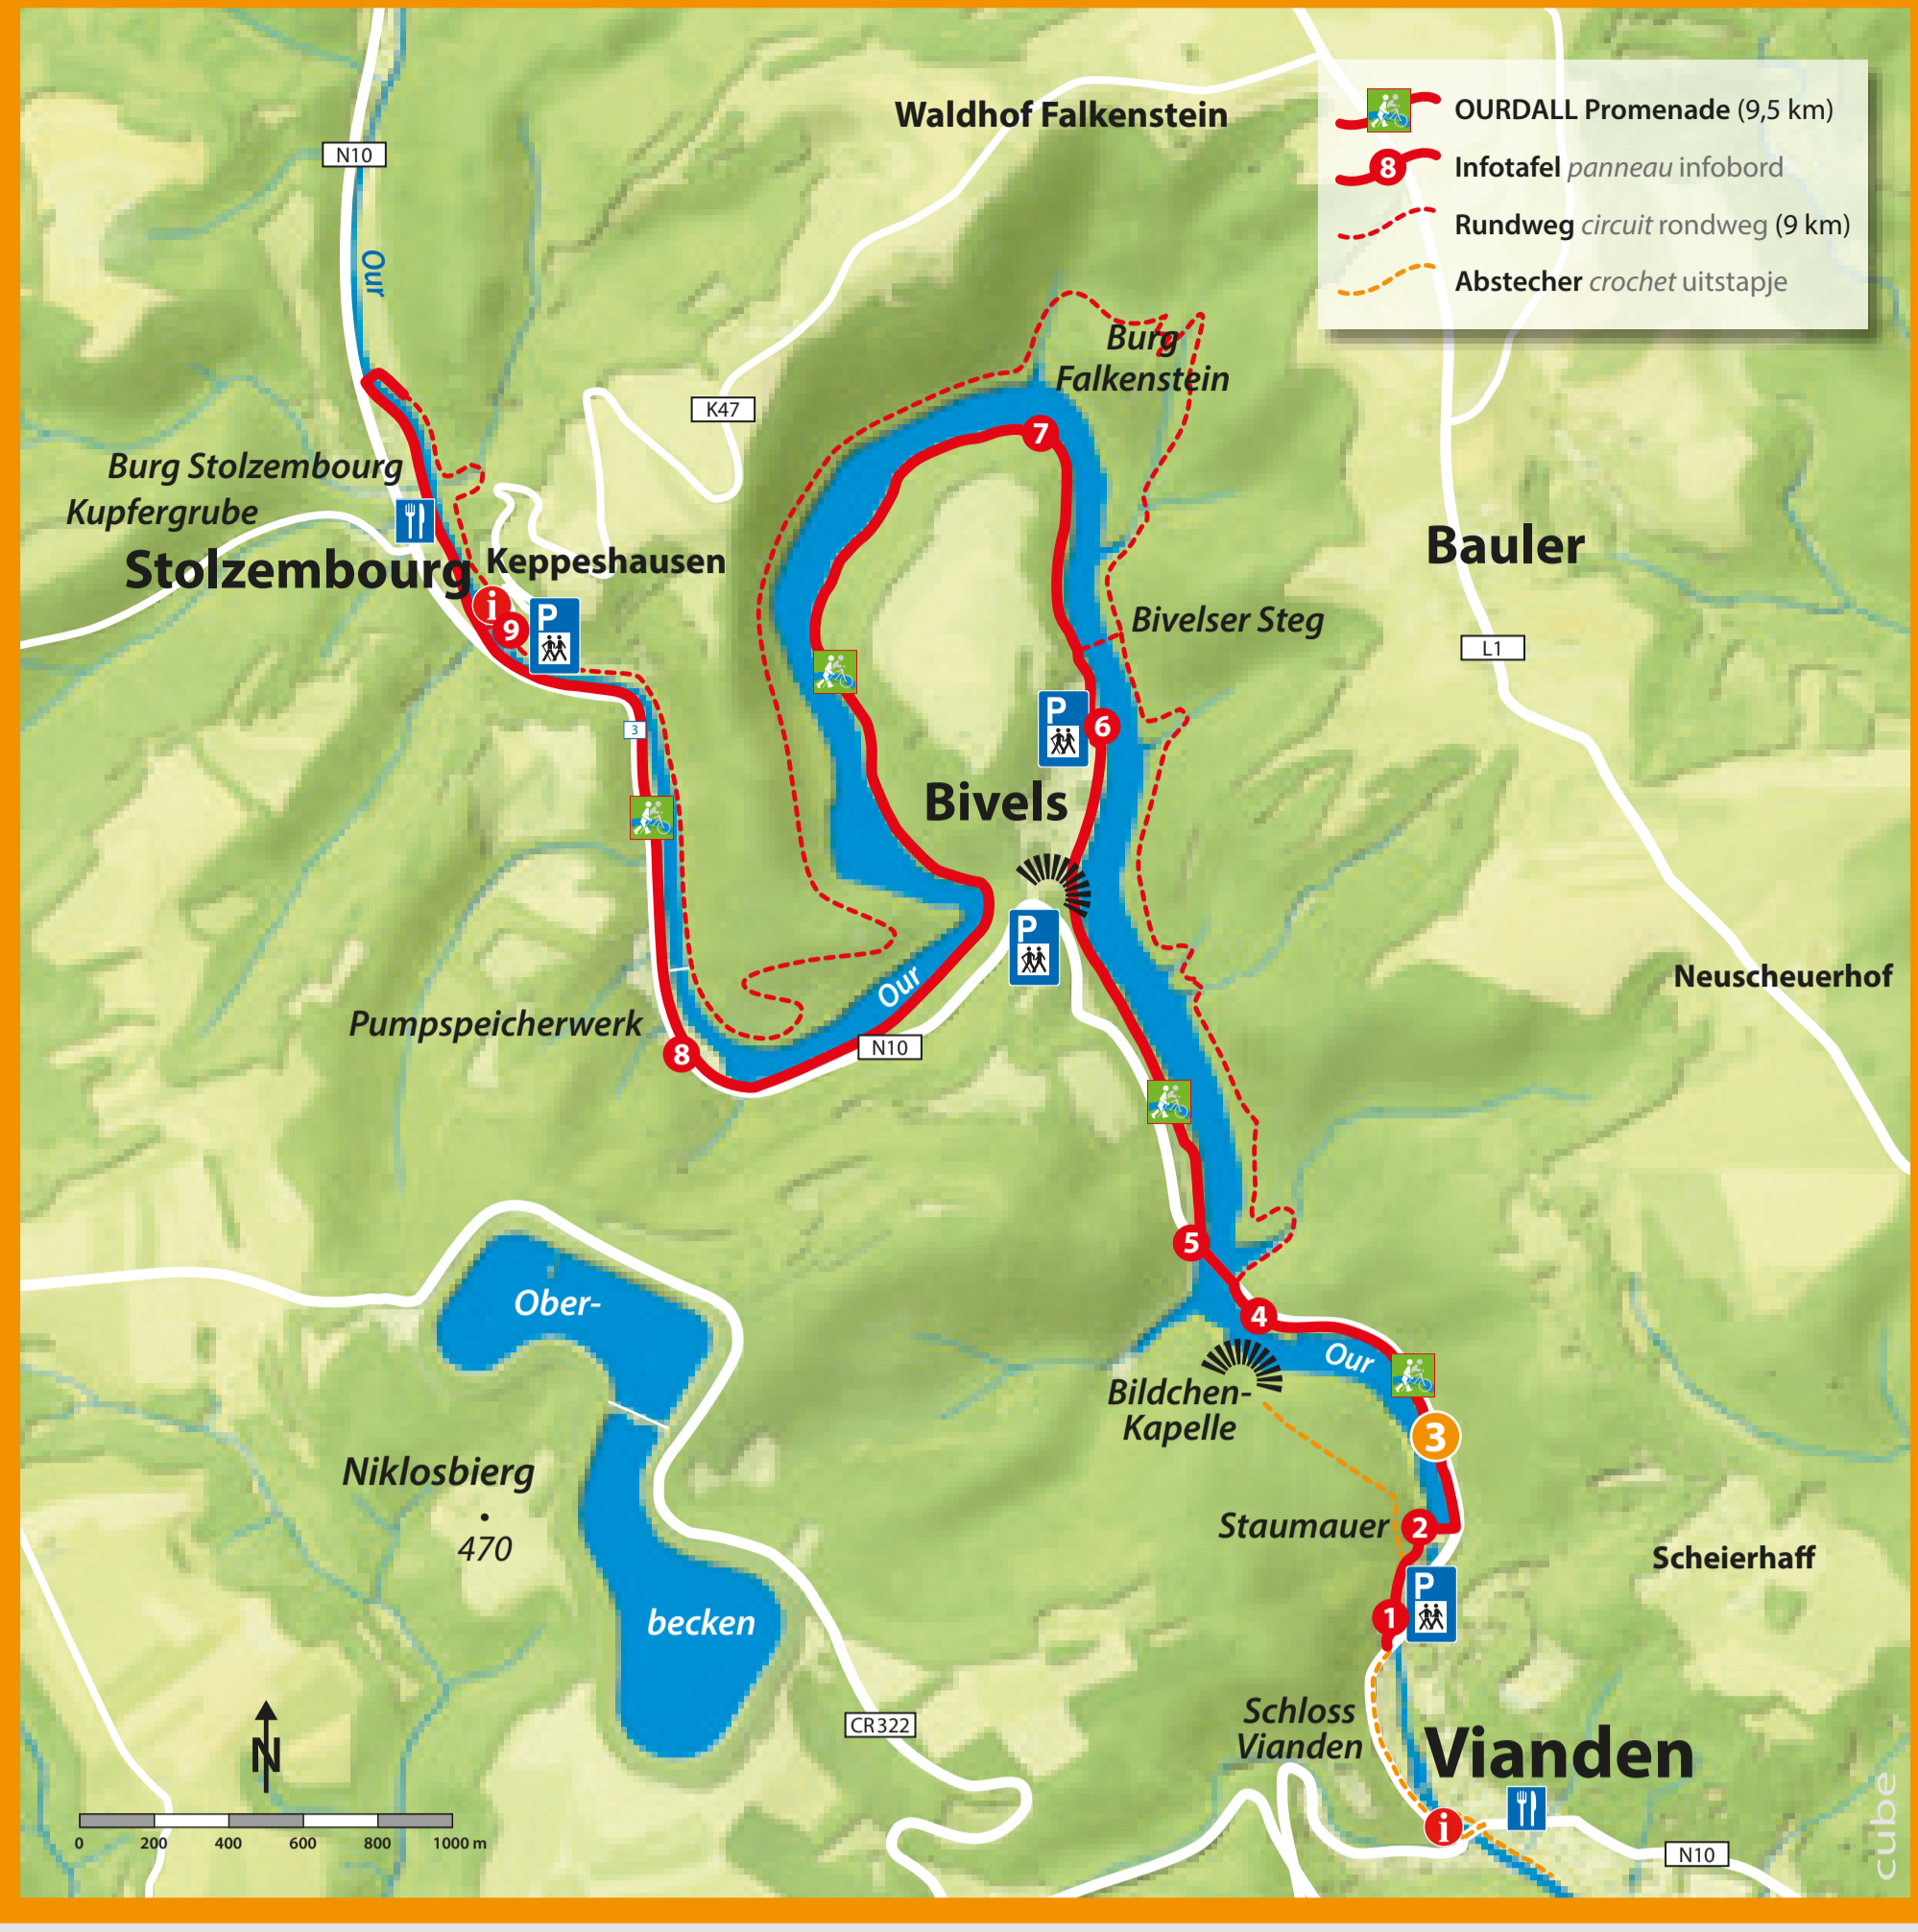 Waldhof Falkenstein
OURDALL Promenade (9,5 km)
8 Infotafel panneau infobord
Rundweg circuit rondweg (9 km)
Abstecher crochet uitstapje
N10
Our
Burg
Falkenstein
K47
7
Burg Stolzembourg
Kupfergrube
Stolzembourg
Keppeshausen
Bauler
i
9
P
Bivelser Steg
L1
P
6
3
Bivels
P
Neuscheuerhof
Our
Pumpspeicherwerk
8
N10
5
Ober-
4
Our
Bildchen-
Kapelle
3
Niklosbierg
470
Staumauer
2
Scheierhaff
P
1
becken
Schloss
Vianden
CR322
Vianden
N
i
N10
0 200 400 600 800 1000 m
cube